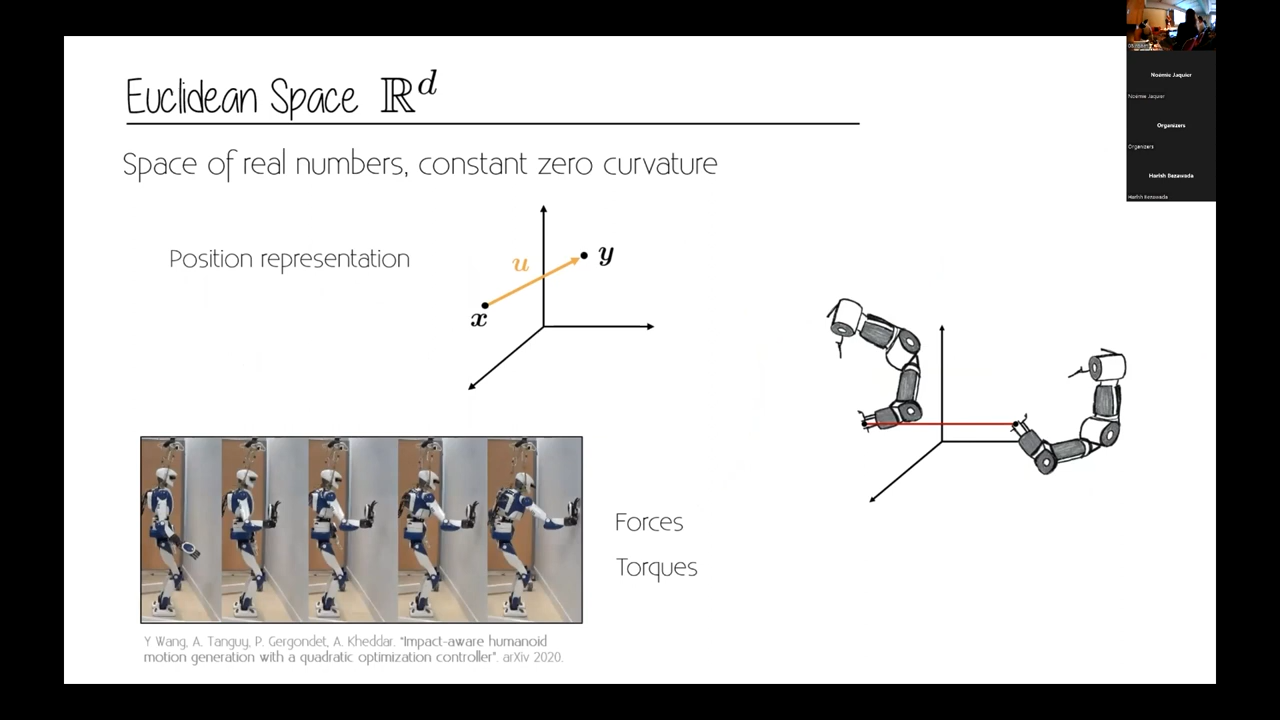 Euclidean Space ℝᵈ
Space of real numbers, constant zero curvature
Position representation
u
y
x
Forces
Torques
Y Wang, A. Tanguy, P. Gergondet, A. Kheddar. "Impact-aware humanoid
motion generation with a quadratic optimization controller". arXiv 2020.
Noémie Jaquier
Noémie Jaquier
Organizers
Organizers
Harish Bezawada
Harish Bezawada